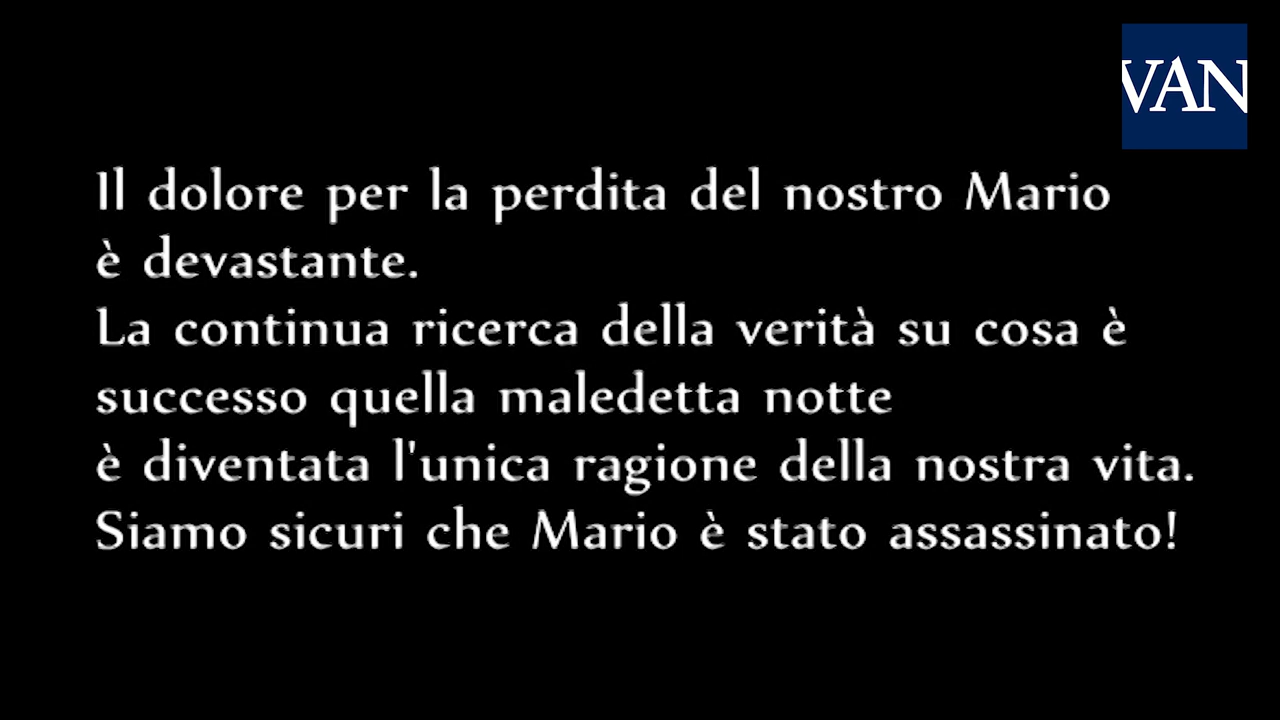 VAN
Il dolore per la perdita del nostro Mario
è devastante.
La continua ricerca della verità su cosa è
successo quella maledetta notte
è diventata l'unica ragione della nostra vita.
Siamo sicuri che Mario è stato assassinato!